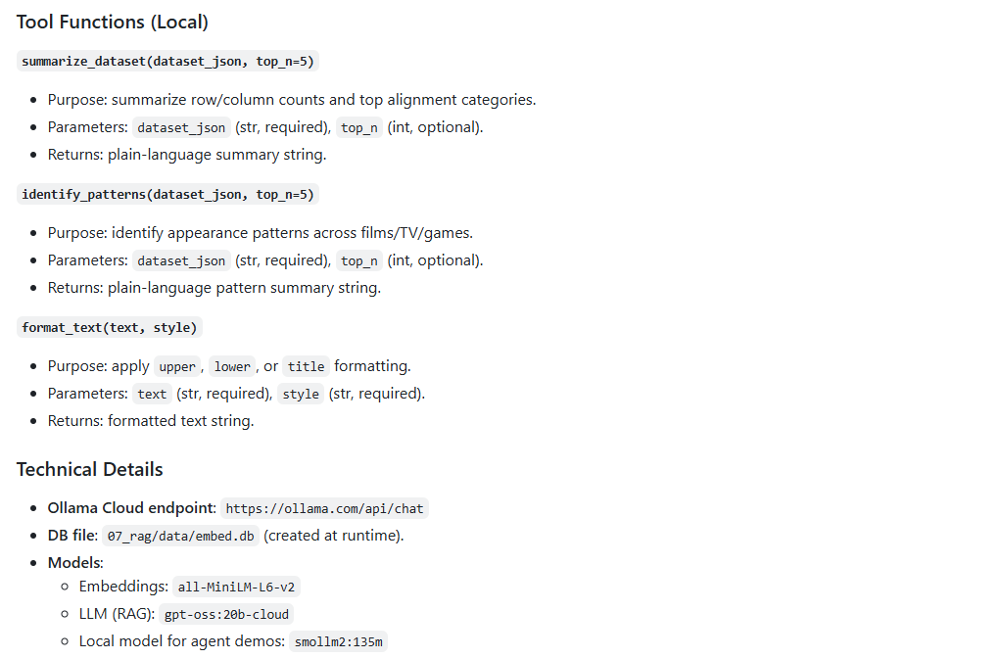 Tool Functions (Local)
summarize_dataset(dataset_json, top_n=5)
Purpose: summarize row/column counts and top alignment categories.
Parameters: dataset_json (str, required), top_n (int, optional).
Returns: plain-language summary string.
identify_patterns(dataset_json, top_n=5)
Purpose: identify appearance patterns across films/TV/games.
Parameters: dataset_json (str, required), top_n (int, optional).
Returns: plain-language pattern summary string.
format_text(text, style)
Purpose: apply upper, lower, or title formatting.
Parameters: text (str, required), style (str, required).
Returns: formatted text string.
Technical Details
Ollama Cloud endpoint: https://ollama.com/api/chat
DB file: 07_rag/data/embed.db (created at runtime).
Models:
Embeddings: all-MiniLM-L6-v2
LLM (RAG): gpt-oss:20b-cloud
Local model for agent demos: smollm2:135m